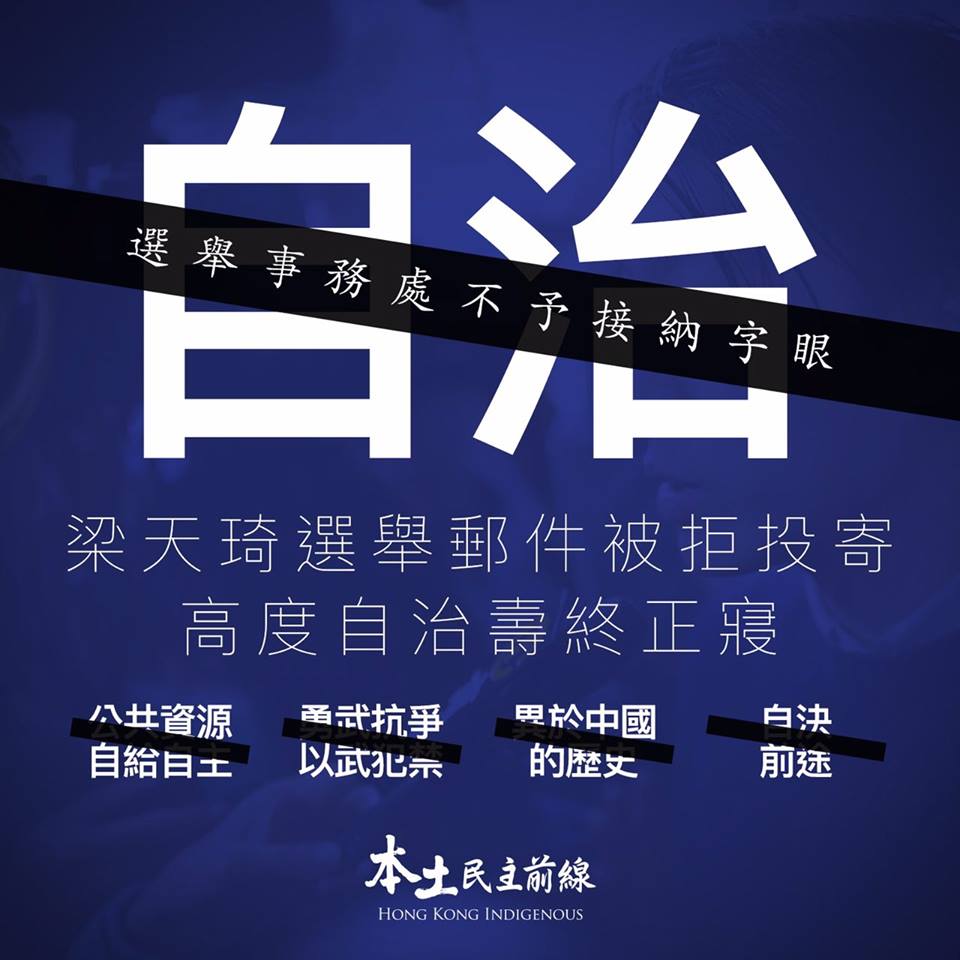 自治
選舉事務處不予接納字眼
梁天琦選舉郵件被拒投寄
高度自治壽終正寢
公共資源
自給自主
勇武抗爭
以武犯禁
異於中國
的歷史
自決
前途
本土民主前線
HONG KONG INDIGENOUS